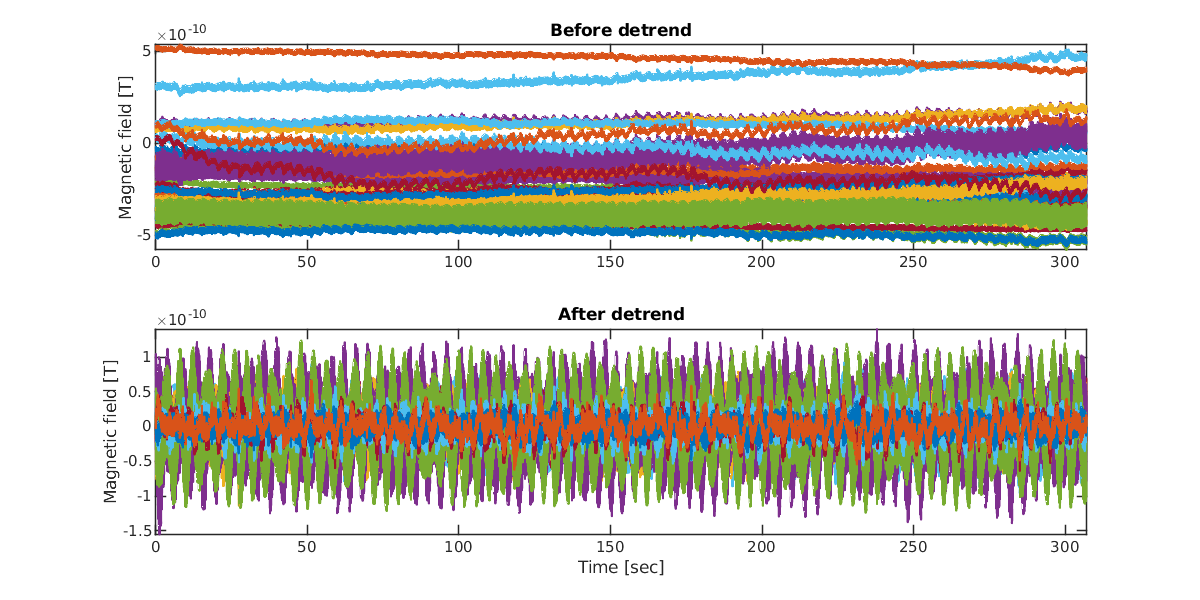 Before detrend
×10-10
Magnetic field [T]
5
0
-5
0 50 100 150 200 250 300
After detrend
×10-10
Magnetic field [T]
1
0.5
0
-0.5
-1
-1.5
0 50 100 150 200 250 300
Time [sec]